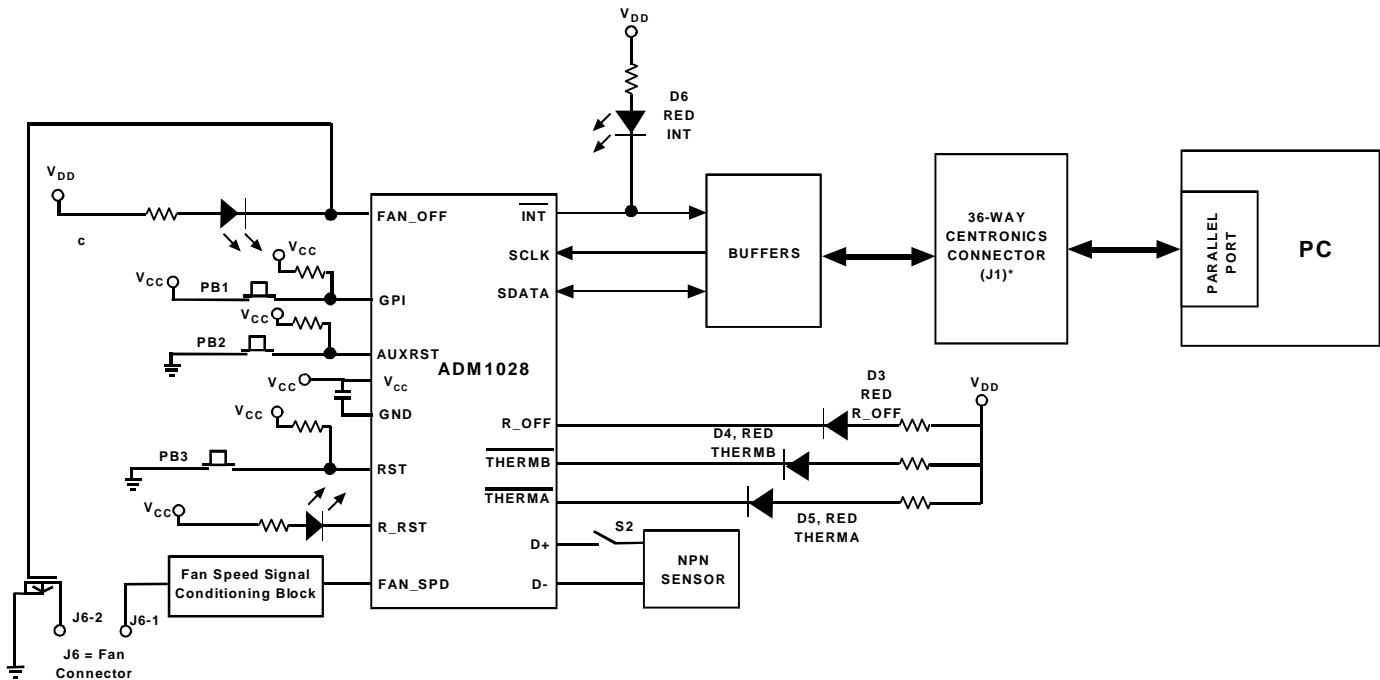 VDD
D6
RED
INT
VDD
c
FAN_OFF
VCC
VCC
PB1
GPI
VCC
PB2
AUXRST
VCC
VCC
GND
VCC
PB3
RST
VCC
R_RST
Fan Speed Signal
Conditioning Block
FAN_SPD
J6-2
J6-1
J6 = Fan
Connector
ADM1028
INT
SCLK
SDATA
R_OFF
THERMB
THERMA
D+
D-
BUFFERS
36-WAY
CENTRONICS
CONNECTOR
(J1)*
PARALLEL
PORT
PC
D3
RED
R_OFF
VDD
D4, RED
THERMB
D5, RED
THERMA
S2
NPN
SENSOR